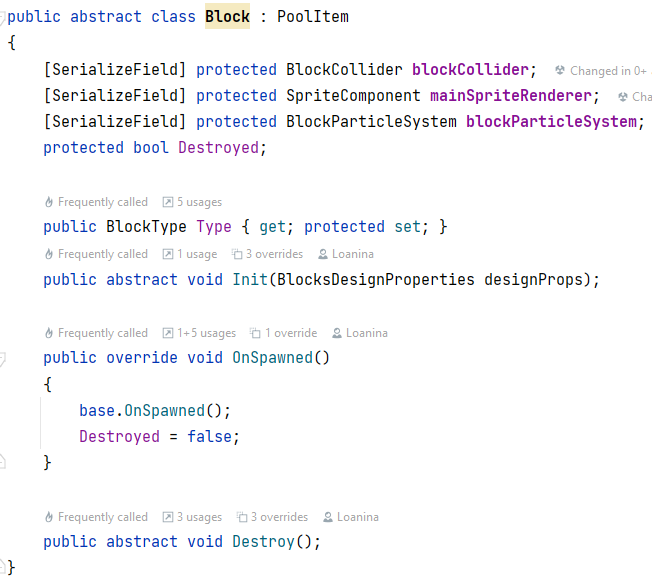 public abstract class Block : PoolItem
{
[SerializeField] protected BlockCollider blockCollider; Changed in 0+
[SerializeField] protected SpriteComponent mainSpriteRenderer; Cha
[SerializeField] protected BlockParticleSystem blockParticleSystem;
protected bool Destroyed;
Frequently called 5 usages
public BlockType Type { get; protected set; }
Frequently called 1 usage 3 overrides Loanina
public abstract void Init(BlocksDesignProperties designProps);
Frequently called 1+5 usages 1 override Loanina
public override void OnSpawned()
{
base.OnSpawned();
Destroyed = false;
}
Frequently called 3 usages 3 overrides Loanina
public abstract void Destroy();
}